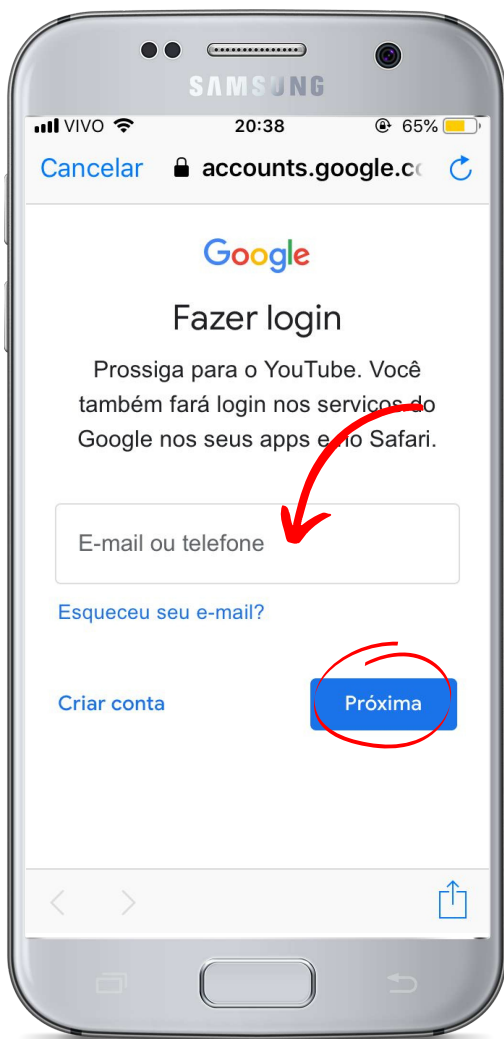 SAMSUNG
VIVO 20:38 65%
Cancelar accounts.google.c
Google
Fazer login
Prossiga para o YouTube. Você
também fará login nos serviços do
Google nos seus apps e no Safari.
E-mail ou telefone
Esqueceu seu e-mail?
Criar conta Próxima